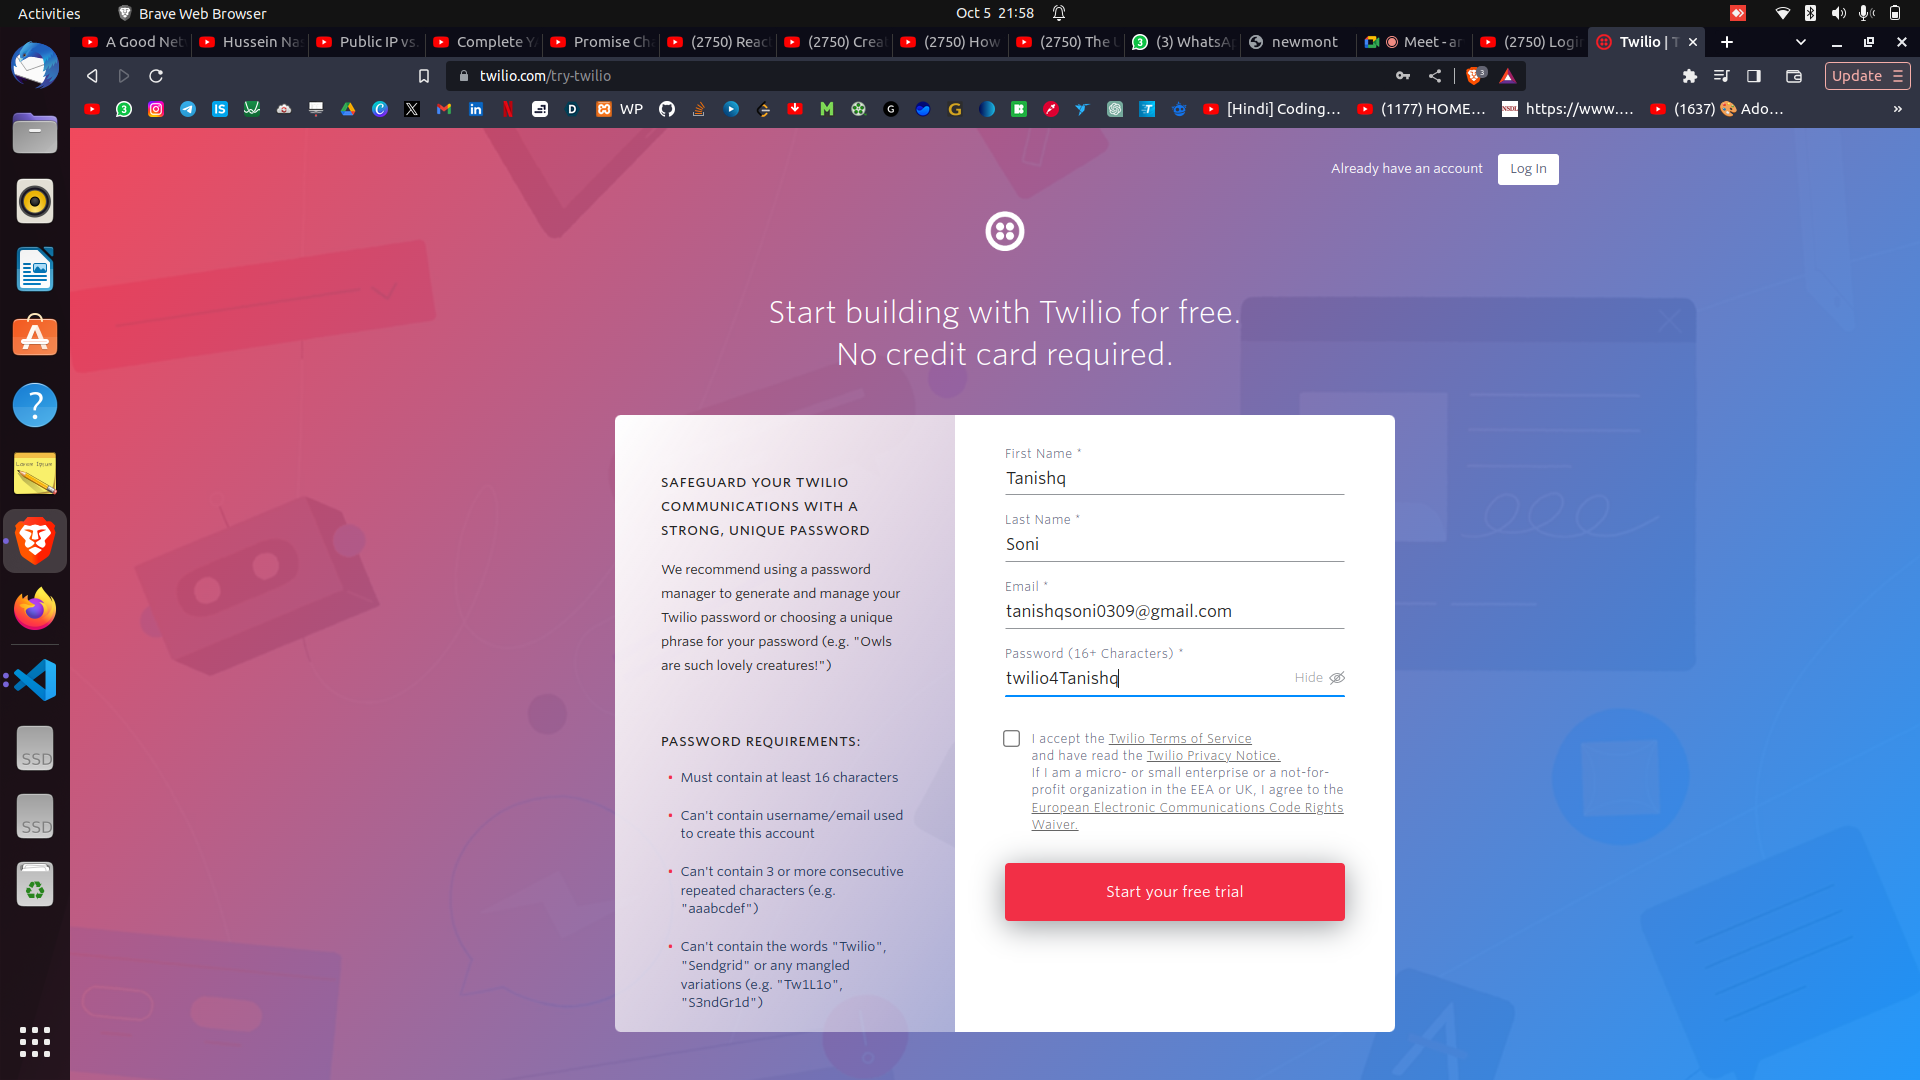 Activities
Brave Web Browser
Oct 5 21:58
A Good Net
Hussein Na
Public IP vs.
Complete Y
Promise Ch
(2750) Reac
(2750) Crea
(2750) How
(2750) The
(3) WhatsAp
newmont
Meet - ar
(2750) Login
Twilio | T
twilio.com/try-twilio
3
Update
WP
[Hindi] Coding...
(1177) HOME...
https://www....
(1637) 🎨 Ado...
»
Already have an account
Log In
Start building with Twilio for free.
No credit card required.
SAFEGUARD YOUR TWILIO
COMMUNICATIONS WITH A
STRONG, UNIQUE PASSWORD
We recommend using a password
manager to generate and manage your
Twilio password or choosing a unique
phrase for your password (e.g. "Owls
are such lovely creatures!")
PASSWORD REQUIREMENTS:
• Must contain at least 16 characters
• Can't contain username/email used
to create this account
• Can't contain 3 or more consecutive
repeated characters (e.g.
"aaabcdef")
• Can't contain the words "Twilio",
"Sendgrid" or any mangled
variations (e.g. "Tw1L1o",
"S3ndGr1d")
First Name *
Tanishq
Last Name *
Soni
Email *
tanishqsoni0309@gmail.com
Password (16+ Characters) *
twilio4Tanishq
Hide
I accept the Twilio Terms of Service
and have read the Twilio Privacy Notice.
If I am a micro- or small enterprise or a not-for-
profit organization in the EEA or UK, I agree to the
European Electronic Communications Code Rights
Waiver.
Start your free trial
SSD
SSD